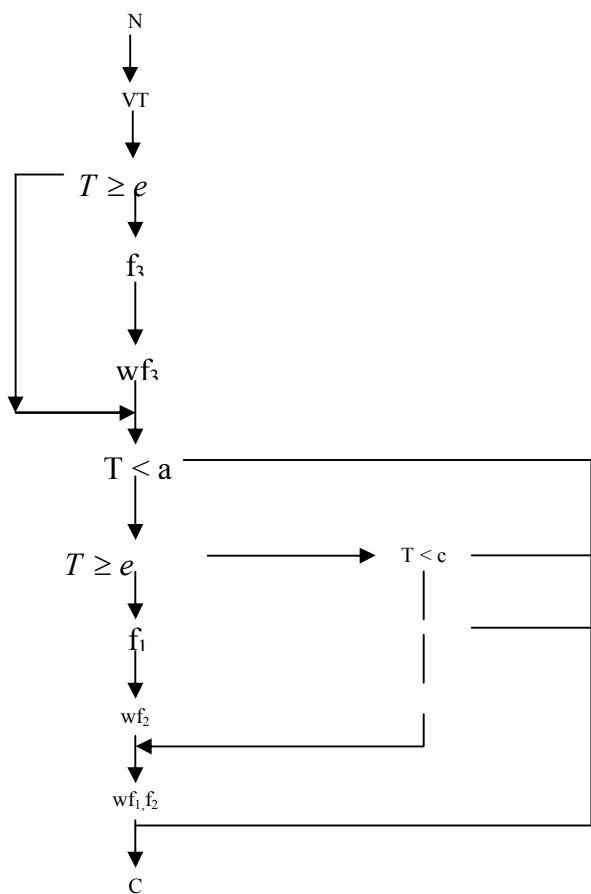 N
VT
T ≥ e
f₃
wf₃
T < a
T ≥ e
T < c
f₁
wf₂
wf₁,f₂
C